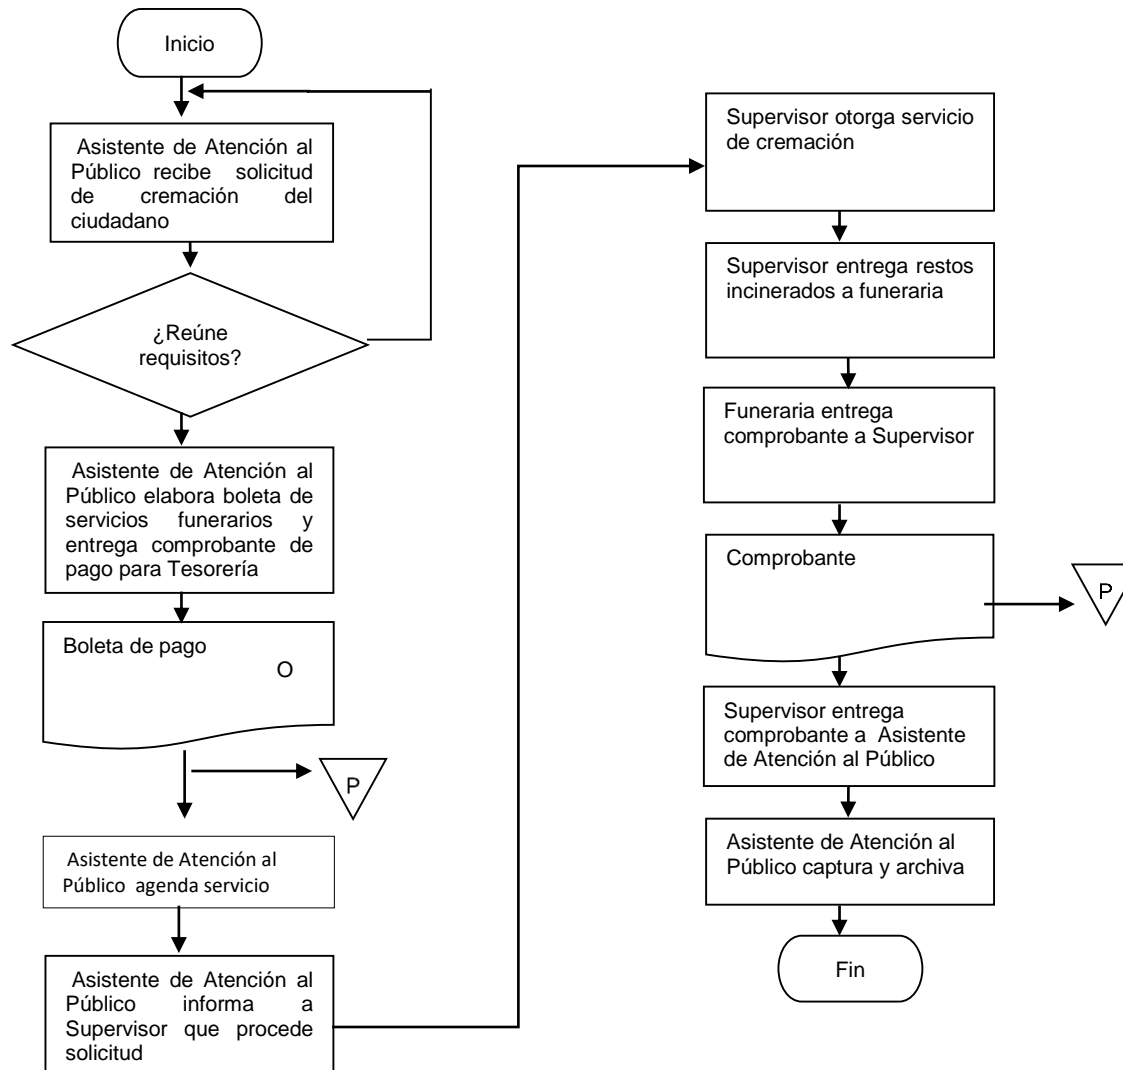 Inicio
Asistente de Atención al
Público recibe solicitud
de cremación del
ciudadano
¿Reúne
requisitos?
Asistente de Atención al
Público elabora boleta de
servicios funerarios y
entrega comprobante de
pago para Tesorería
Boleta de pago
O
P
Asistente de Atención al
Público agenda servicio
Asistente de Atención al
Público informa a
Supervisor que procede
solicitud
Supervisor otorga servicio
de cremación
Supervisor entrega restos
incinerados a funeraria
Funeraria entrega
comprobante a Supervisor
Comprobante
P
Supervisor entrega
comprobante a Asistente
de Atención al Público
Asistente de Atención al
Público captura y archiva
Fin